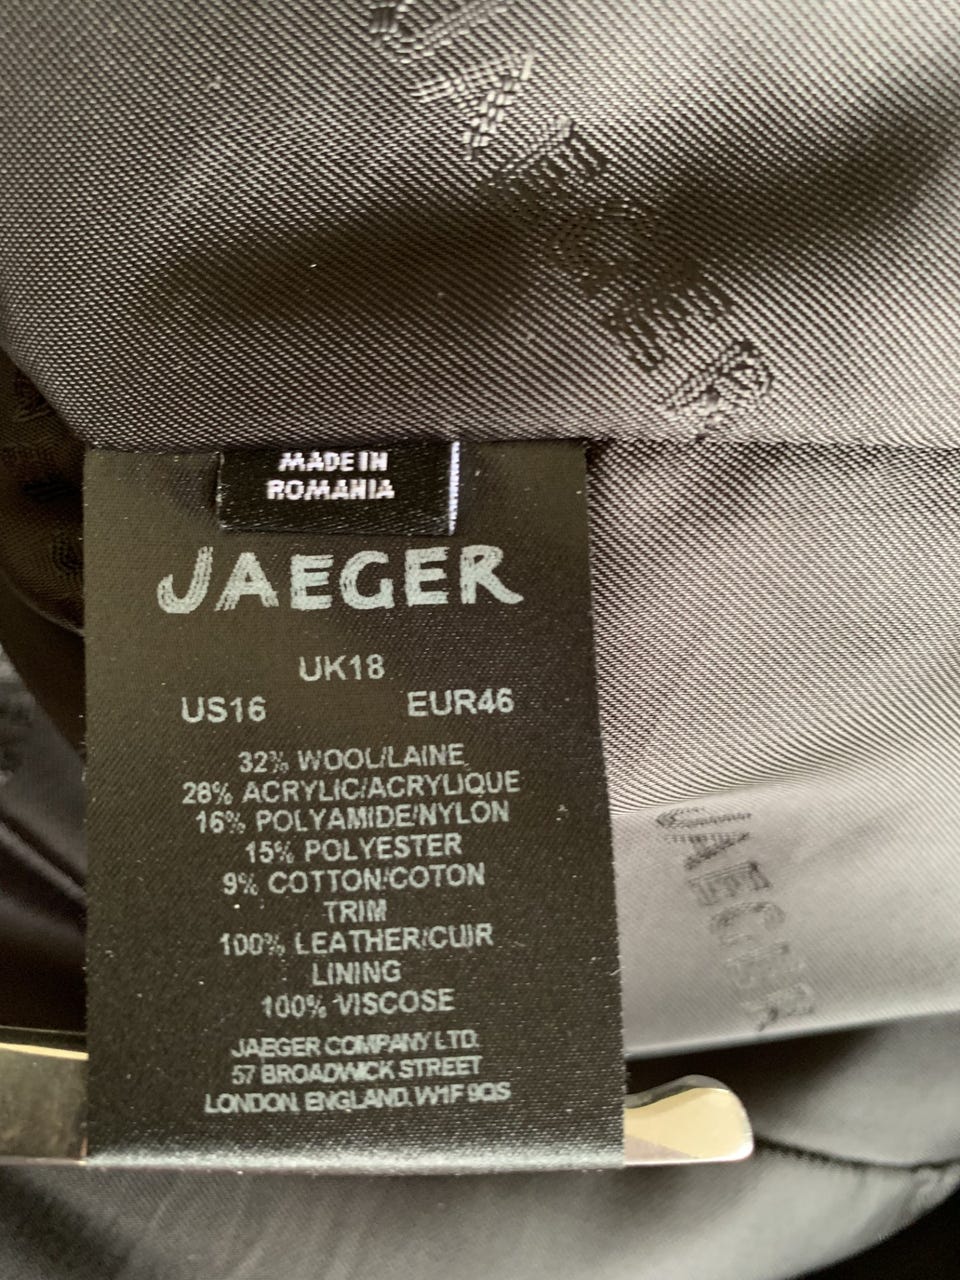 JAEGER
MADE IN
ROMANIA
JAEGER
UK18
US16 EUR46
32% WOOL/LAINE
28% ACRYLIC/ACRYLIQUE
16% POLYAMIDE/NYLON
15% POLYESTER
9% COTTON/COTON
TRIM
100% LEATHER/CUIR
LINING
100% VISCOSE
JAEGER COMPANY LTD.
57 BROADWICK STREET
LONDON, ENGLAND, W1F 9QS
JAEGER